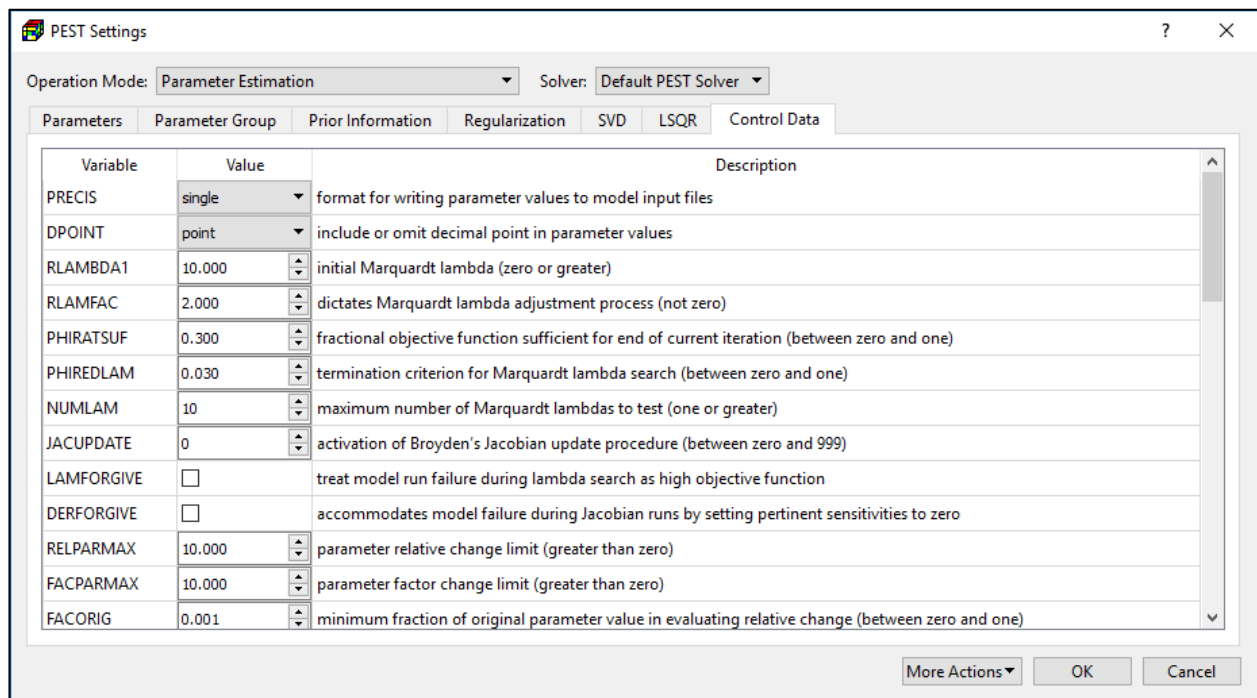 PEST Settings ?
Operation Mode: Parameter Estimation Solver: Default PEST Solver
Parameters Parameter Group Prior Information Regularization SVD LSQR Control Data
Variable Value Description
PRECIS single format for writing parameter values to model input files
DPOINT point include or omit decimal point in parameter values
RLAMBDA1 10.000 initial Marquardt lambda (zero or greater)
RLAMFAC 2.000 dictates Marquardt lambda adjustment process (not zero)
PHIRATSUF 0.300 fractional objective function sufficient for end of current iteration (between zero and one)
PHIREDLAM 0.030 termination criterion for Marquardt lambda search (between zero and one)
NUMLAM 10 maximum number of Marquardt lambdas to test (one or greater)
JACUPDATE 0 activation of Broyden's Jacobian update procedure (between zero and 999)
LAMFORGIVE treat model run failure during lambda search as high objective function
DERFORGIVE accommodates model failure during Jacobian runs by setting pertinent sensitivities to zero
RELPARMAX 10.000 parameter relative change limit (greater than zero)
FACPARMAX 10.000 parameter factor change limit (greater than zero)
FACORIG 0.001 minimum fraction of original parameter value in evaluating relative change (between zero and one)
More Actions OK Cancel